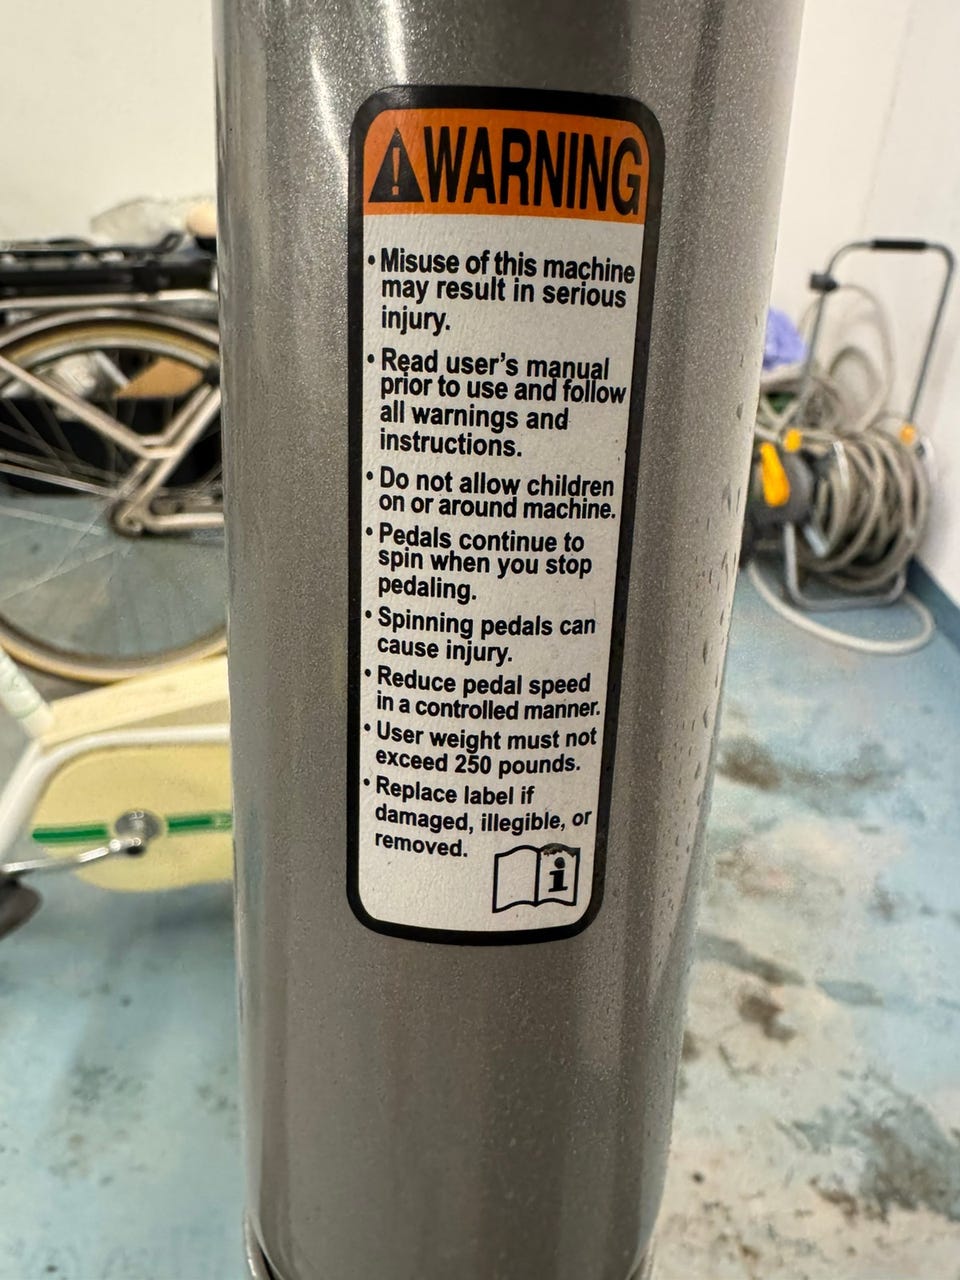 WARNING
• Misuse of this machine
may result in serious
injury.
• Read user's manual
prior to use and follow
all warnings and
instructions.
• Do not allow children
on or around machine.
• Pedals continue to
spin when you stop
pedaling.
• Spinning pedals can
cause injury.
• Reduce pedal speed
in a controlled manner.
• User weight must not
exceed 250 pounds.
• Replace label if
damaged, illegible, or
removed.
i